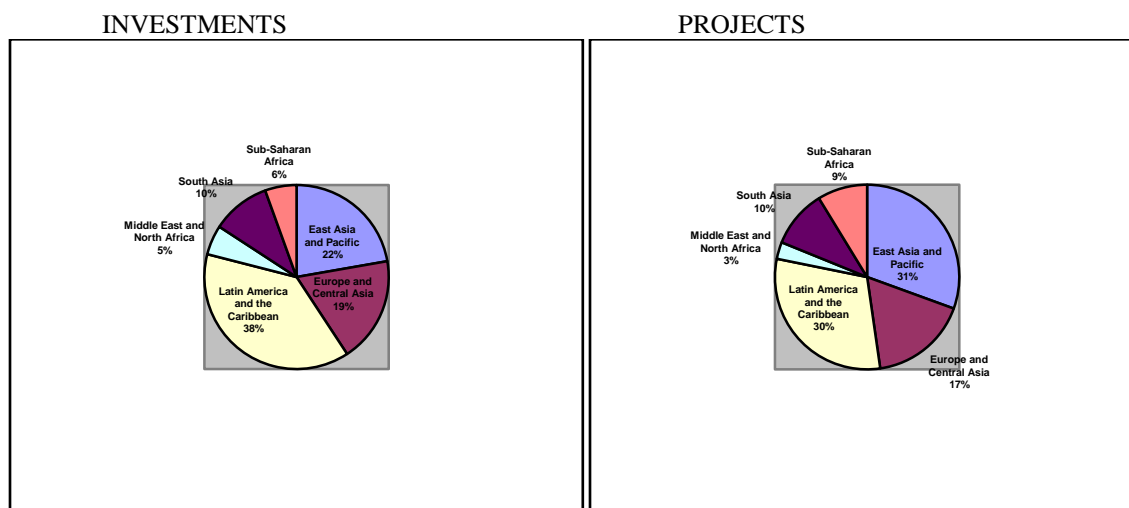 INVESTMENTS
Sub-Saharan
Africa
6%
South Asia
10%
Middle East and
North Africa
5%
East Asia
and Pacific
22%
Europe and
Central Asia
19%
Latin America
and the
Caribbean
38%
PROJECTS
Sub-Saharan
Africa
9%
South Asia
10%
Middle East and
North Africa
3%
East Asia and
Pacific
31%
Latin America
and the
Caribbean
30%
Europe and
Central Asia
17%